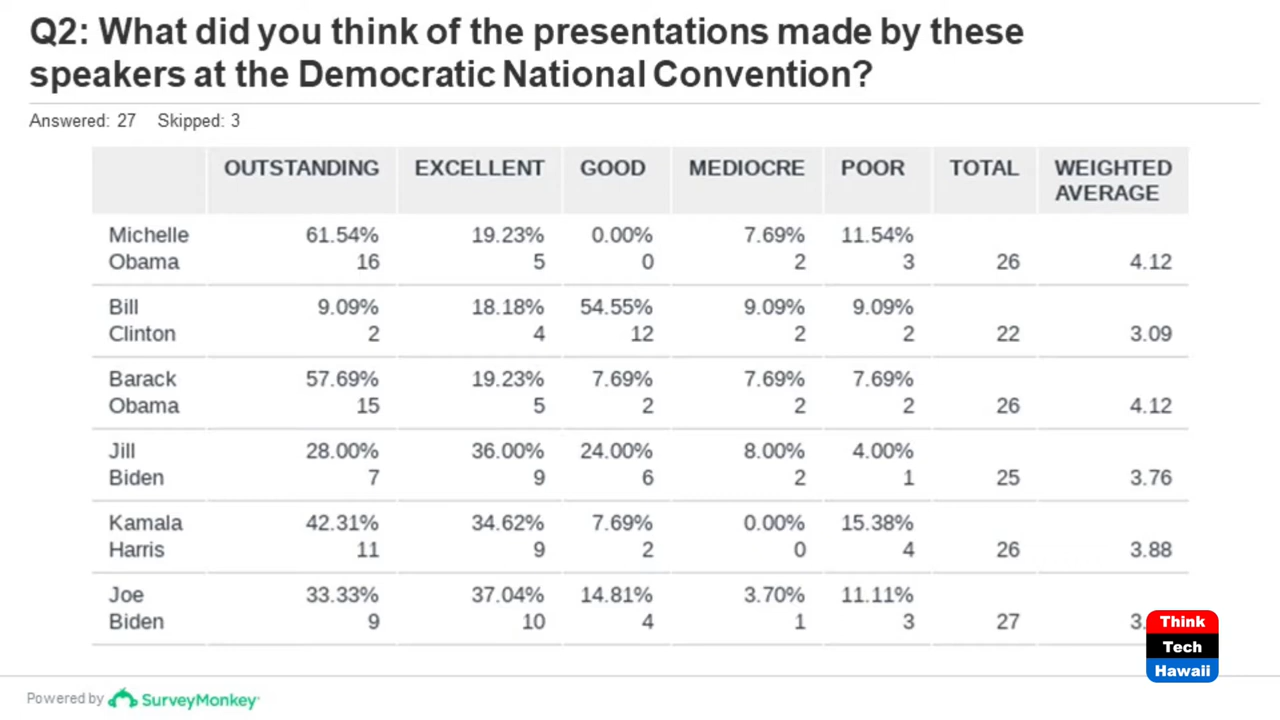 Q2: What did you think of the presentations made by these
speakers at the Democratic National Convention?
Answered: 27 Skipped: 3
OUTSTANDING EXCELLENT GOOD MEDIOCRE POOR TOTAL WEIGHTED
AVERAGE
Michelle 61.54% 19.23% 0.00% 7.69% 11.54%
Obama 16 5 0 2 3 26 4.12
Bill 9.09% 18.18% 54.55% 9.09% 9.09%
Clinton 2 4 12 2 2 22 3.09
Barack 57.69% 19.23% 7.69% 7.69% 7.69%
Obama 15 5 2 2 2 26 4.12
Jill 28.00% 36.00% 24.00% 8.00% 4.00%
Biden 7 9 6 2 1 25 3.76
Kamala 42.31% 34.62% 7.69% 0.00% 15.38%
Harris 11 9 2 0 4 26 3.88
Joe 33.33% 37.04% 14.81% 3.70% 11.11%
Biden 9 10 4 1 3 27
Think
Tech
Hawaii
Powered by SurveyMonkey